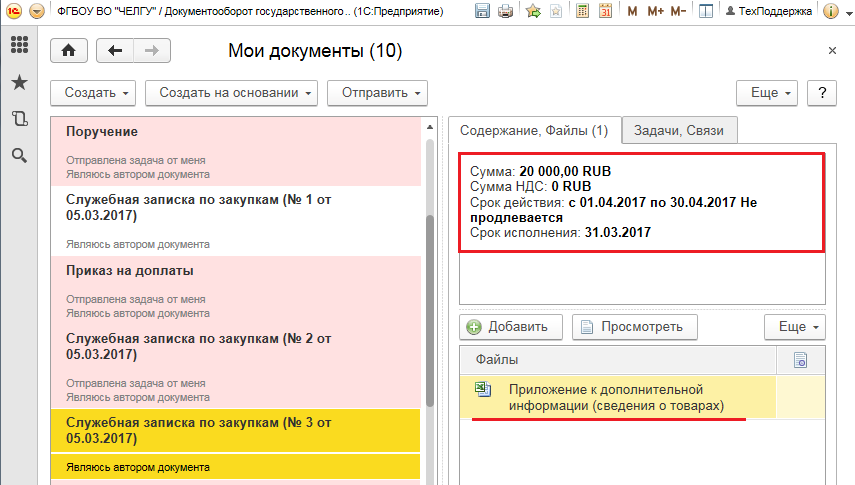 ФГБОУ ВО "ЧЕЛГУ" / Документооборот государственного.. (1С:Предприятие)
M M+ M- ТехПоддержка
Мои документы (10)
Создать Создать на основании Отправить Еще ?
Поручение
Отправлена задача от меня
Являюсь автором документа
Служебная записка по закупкам (№ 1 от
05.03.2017)
Являюсь автором документа
Приказ на доплаты
Отправлена задача от меня
Являюсь автором документа
Служебная записка по закупкам (№ 2 от
05.03.2017)
Отправлена задача от меня
Являюсь автором документа
Служебная записка по закупкам (№ 3 от
05.03.2017)
Являюсь автором документа
Содержание, Файлы (1) Задачи, Связи
Сумма: 20 000,00 RUB
Сумма НДС: 0 RUB
Срок действия: с 01.04.2017 по 30.04.2017 Не
продлевается
Срок исполнения: 31.03.2017
Добавить Просмотреть Еще
Файлы
Приложение к дополнительной
информации (сведения о товарах)